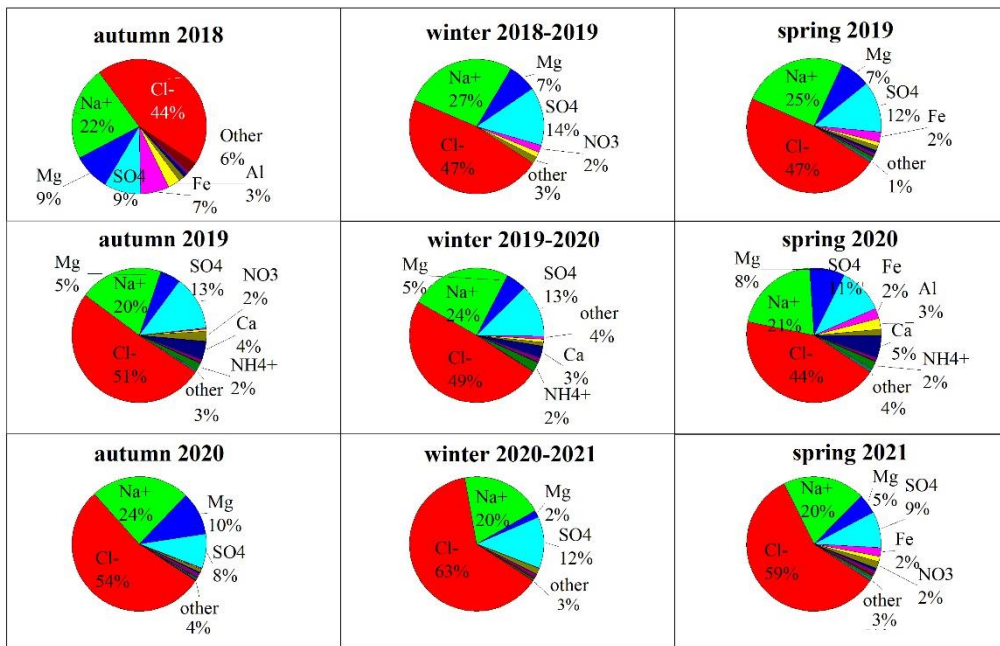 autumn 2018
Cl-
44%
Na+
22%
Other
6%
Mg
9%
SO4
9%
Fe
7%
Al
3%
winter 2018-2019
Mg
7%
Na+
27%
SO4
14%
NO3
2%
Cl-
47%
other
3%
spring 2019
Mg
7%
Na+
25%
SO4
12%
Fe
2%
Cl-
47%
other
1%
autumn 2019
Mg
5%
SO4
13%
Na+
20%
NO3
2%
Ca
4%
Cl-
51%
NH4+
2%
other
3%
winter 2019-2020
Mg
5%
SO4
13%
Na+
24%
other
4%
Ca
3%
Cl-
49%
NH4+
2%
spring 2020
Mg
8%
SO4
11%
Fe
2%
Na+
21%
Al
3%
Ca
5%
Cl-
44%
NH4+
2%
other
4%
autumn 2020
Na+
24%
Mg
10%
Cl-
54%
SO4
8%
other
4%
winter 2020-2021
Na+
20%
Mg
2%
SO4
12%
Cl-
63%
other
3%
spring 2021
Na+
20%
Mg
5%
SO4
9%
Fe
2%
Cl-
59%
NO3
2%
other
3%